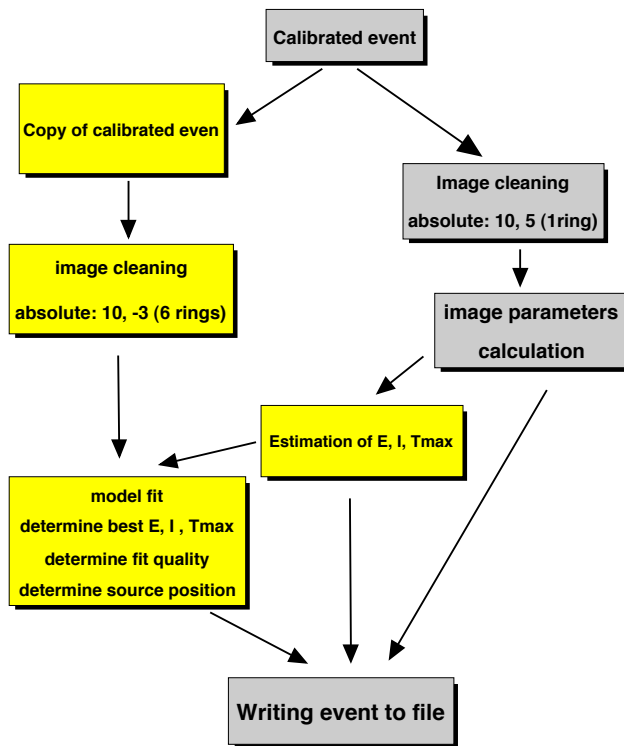 Calibrated event
Copy of calibrated even
Image cleaning
absolute: 10, 5 (1ring)
image cleaning
absolute: 10, -3 (6 rings)
image parameters
calculation
Estimation of E, I, Tmax
model fit
determine best E, I , Tmax
determine fit quality
determine source position
Writing event to file